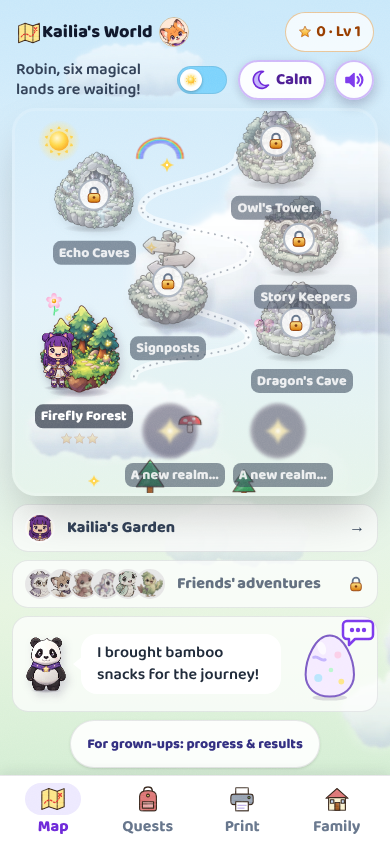 Kailia's World
0 · Lv 1
Robin, six magical
lands are waiting!
Calm
Owl's Tower
Echo Caves
Story Keepers
Signposts
Dragon's Cave
Firefly Forest
A new realm...
A new realm...
Kailia's Garden
→
Friends' adventures
I brought bamboo
snacks for the journey!
For grown-ups: progress & results
Map
Quests
Print
Family